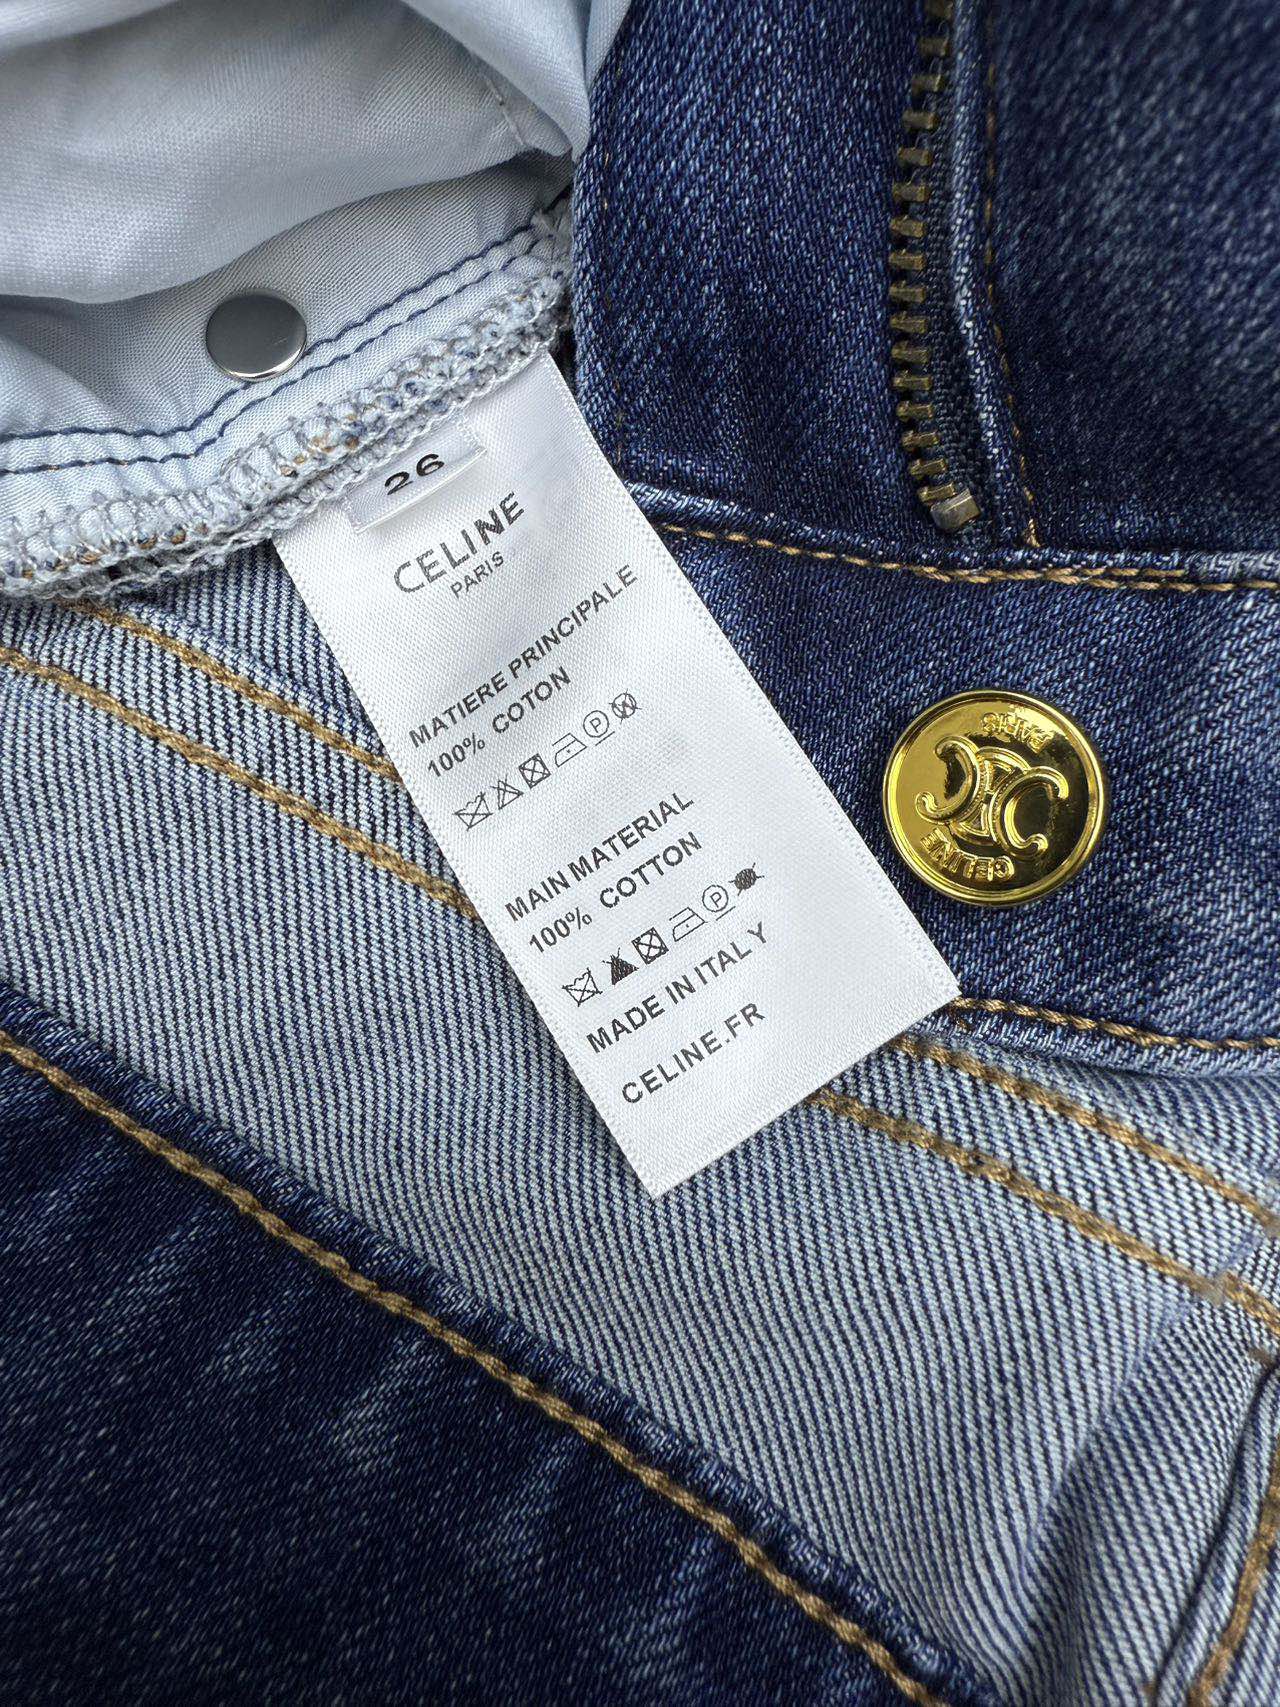 26
CELINE
PARIS
MATIERE PRINCIPALE
100% COTON
P
W
MAIN MATERIAL
100% COTTON
P
MADE IN ITALY
CELINE.FR
CELINE
PARIS